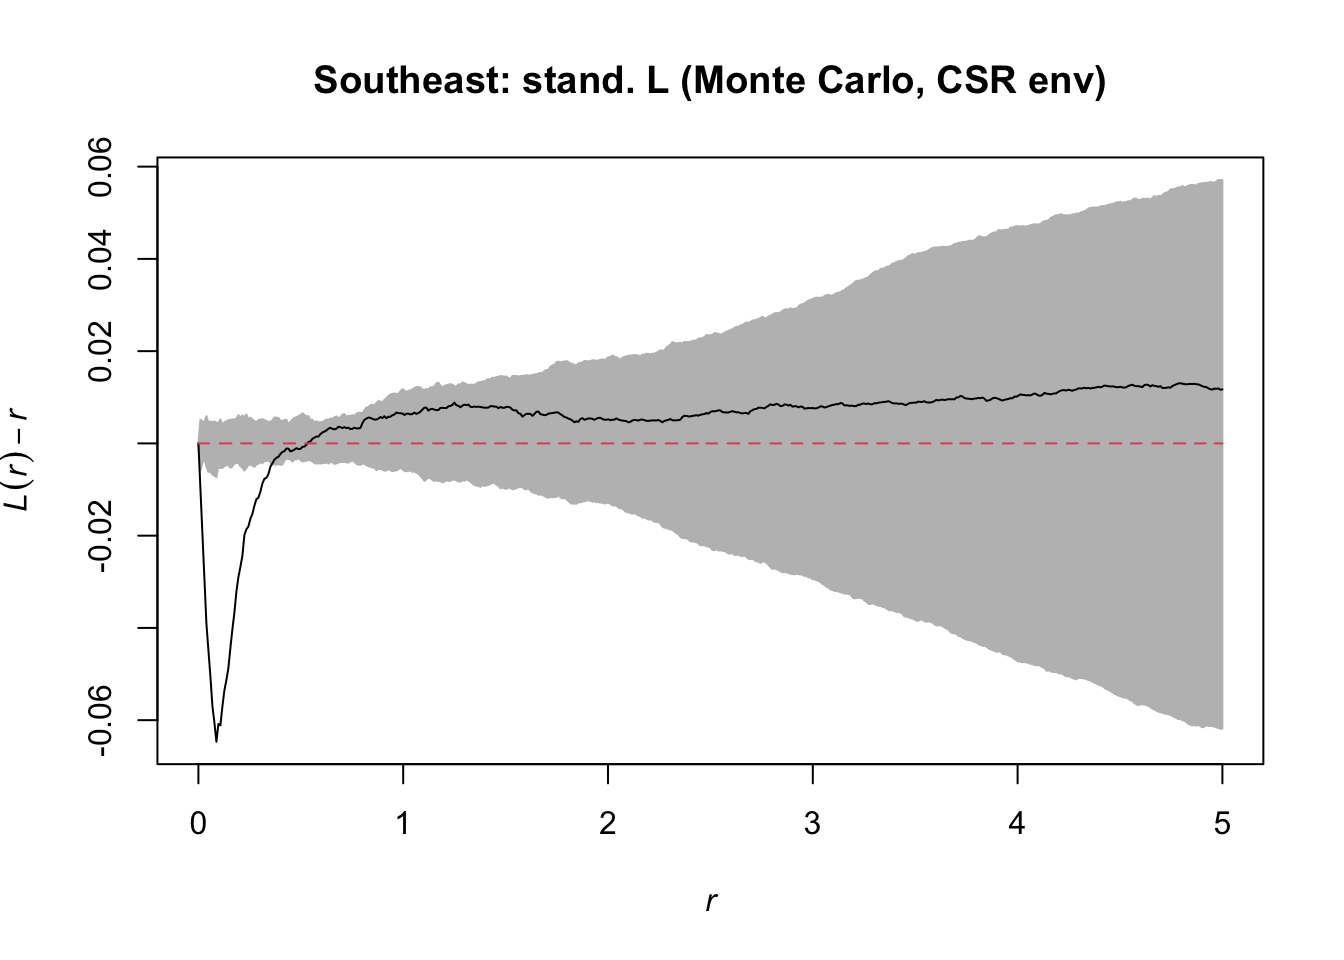 Southeast: stand. L (Monte Carlo, CSR env)
0.06
0.04
0.02
-0.02
-0.06
L(r) − r
0 1 2 3 4 5
r